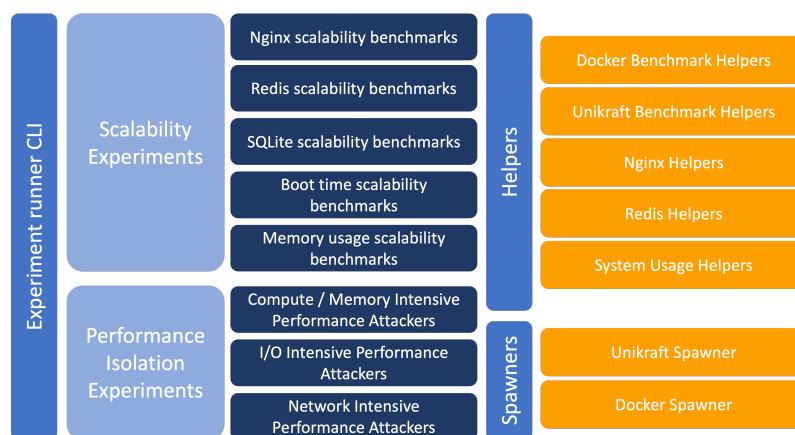 Experiment runner CLI
Scalability
Experiments
Nginx scalability benchmarks
Redis scalability benchmarks
SQLite scalability benchmarks
Boot time scalability
benchmarks
Memory usage scalability
benchmarks
Performance
Isolation
Experiments
Compute / Memory Intensive
Performance Attackers
I/O Intensive Performance
Attackers
Network Intensive
Performance Attackers
Helpers
Docker Benchmark Helpers
Unikraft Benchmark Helpers
Nginx Helpers
Redis Helpers
System Usage Helpers
Spawners
Unikraft Spawner
Docker Spawner